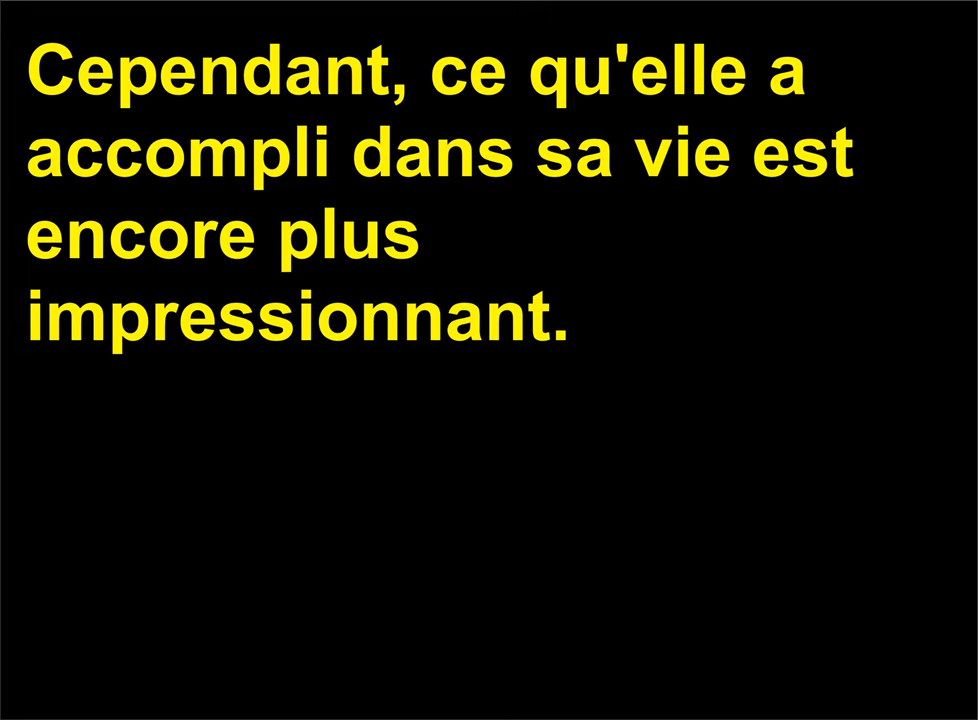 Cependant, ce qu'elle a
accompli dans sa vie est
encore plus
impressionnant.